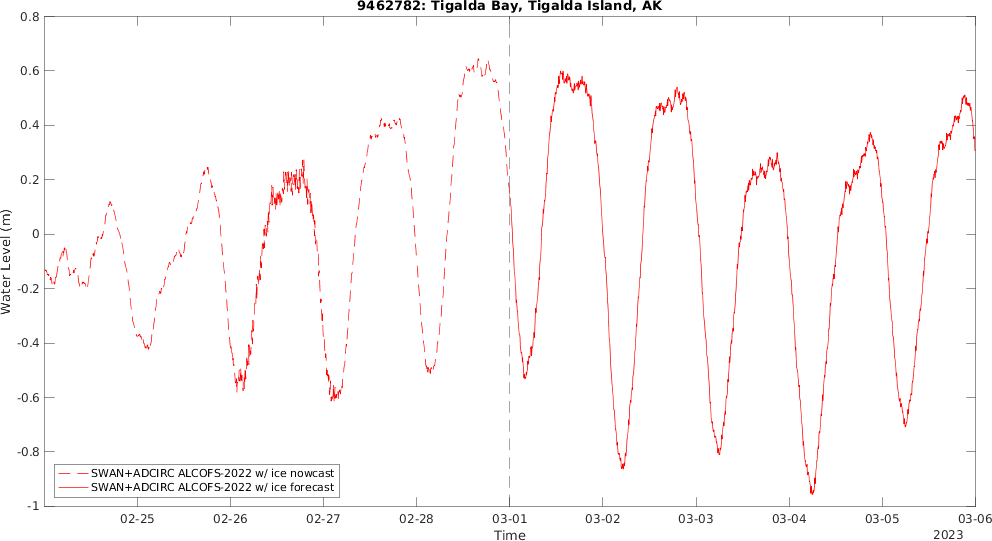 9462782: Tigalda Bay, Tigalda Island, AK
0.8
0.6
0.4
0.2
0
-0.2
-0.4
-0.6
-0.8
-1
Water Level (m)
SWAN+ADCIRC ALCOFS-2022 w/ ice nowcast
SWAN+ADCIRC ALCOFS-2022 w/ ice forecast
02-25 02-26 02-27 02-28 03-01 03-02 03-03 03-04 03-05 03-06
Time
2023